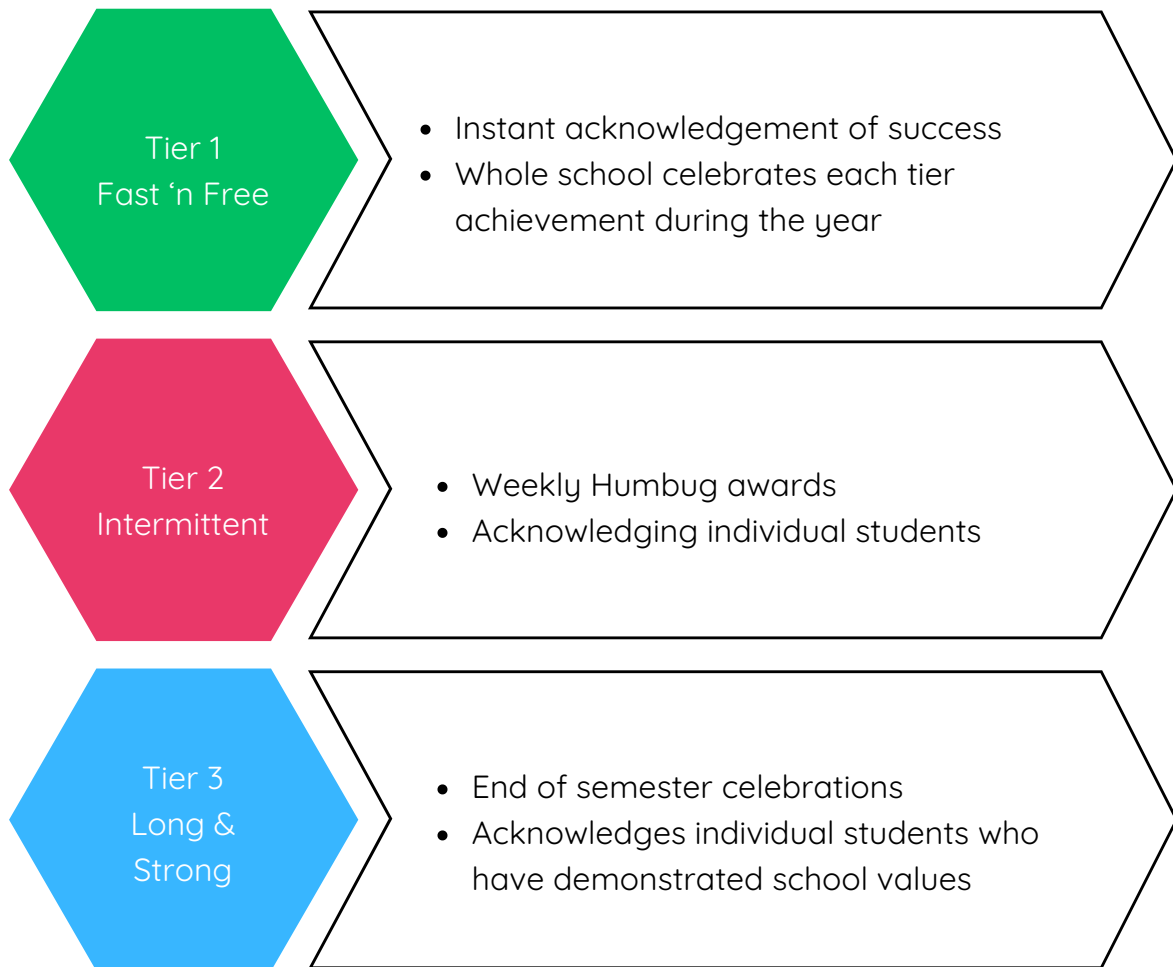 Tier 1
Fast ‘n Free
• Instant acknowledgement of success
• Whole school celebrates each tier
achievement during the year
Tier 2
Intermittent
• Weekly Humbug awards
• Acknowledging individual students
Tier 3
Long &
Strong
• End of semester celebrations
• Acknowledges individual students who
have demonstrated school values